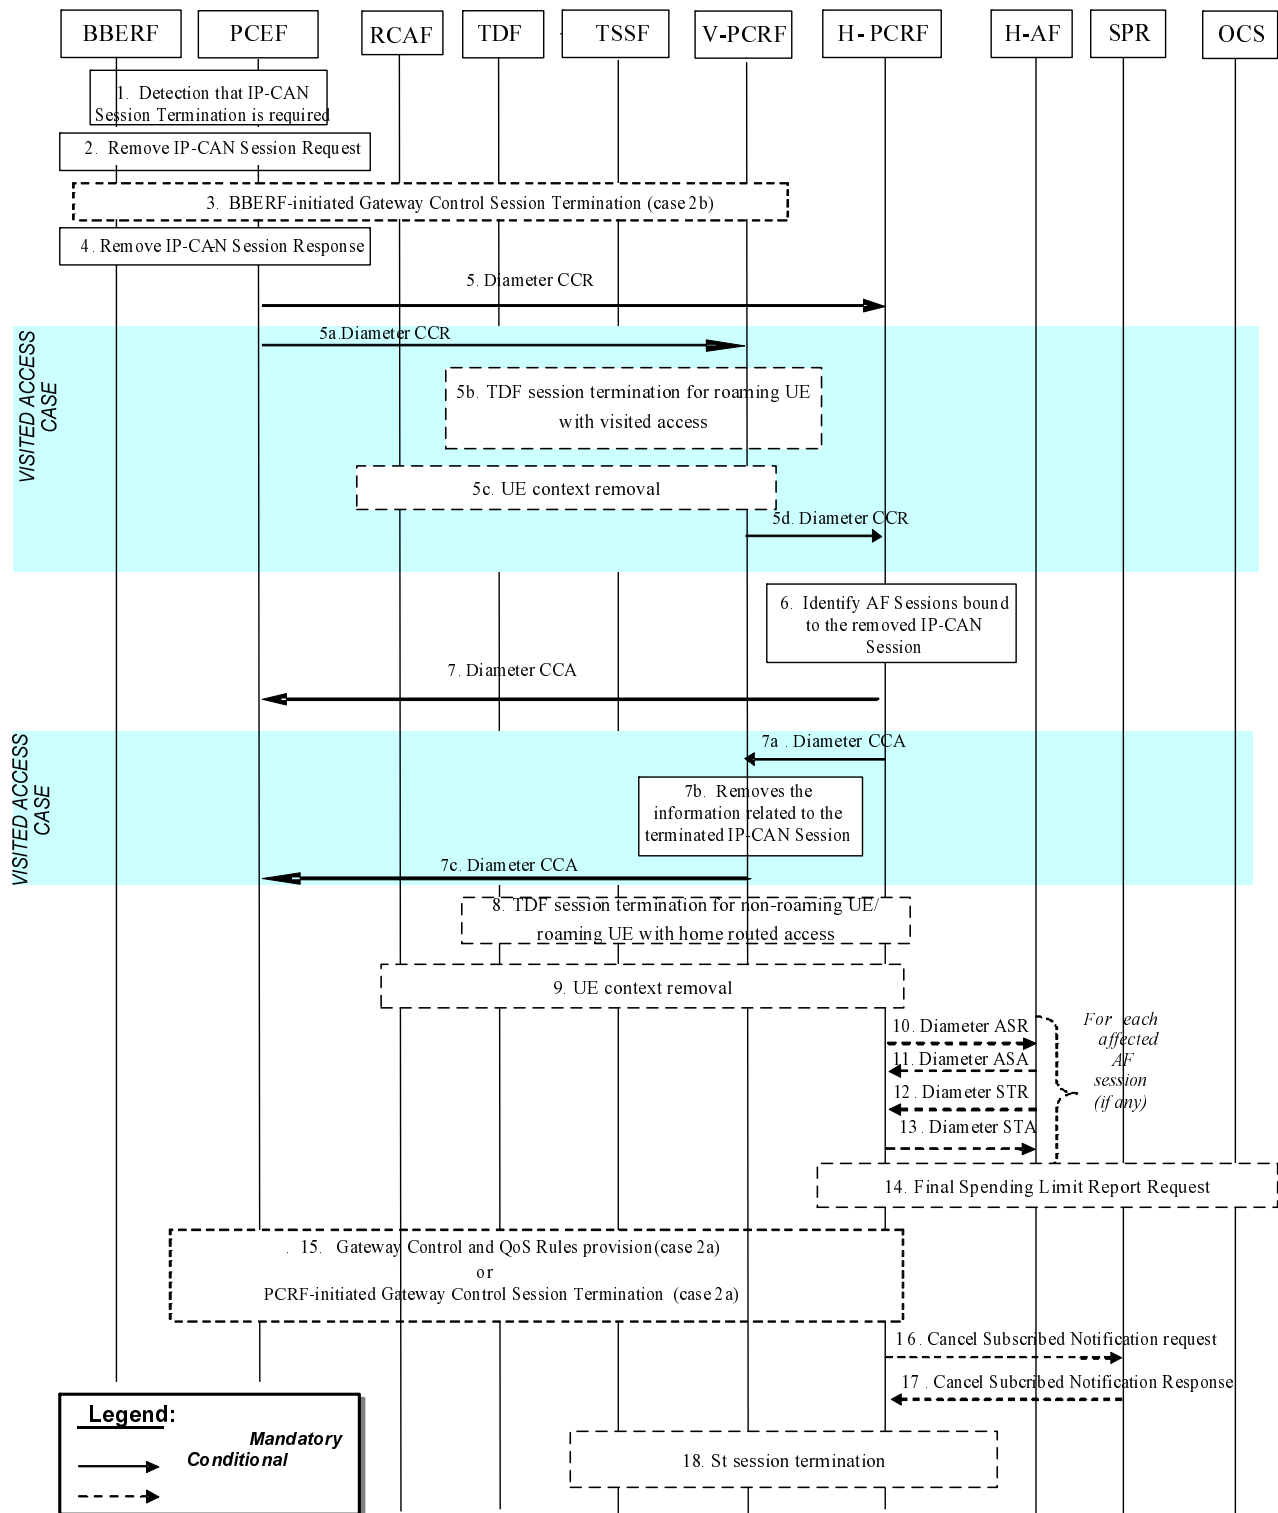 BBERF PCEF RCAF TDF TSSF V-PCRF H- PCRF H-AF SPR OCS
1. Detection that IP-CAN
Session Termination is required
2. Remove IP-CAN Session Request
3. BBERF-initiated Gateway Control Session Termination (case 2b)
4. Remove IP-CAN Session Response
5. Diameter CCR
VISITED ACCESS
CASE
5a.Diameter CCR
5b. TDF session termination for roaming UE
with visited access
5c. UE context removal
5d. Diameter CCR
6. Identify AF Sessions bound
to the removed IP-CAN
Session
7. Diameter CCA
VISITED ACCESS
CASE
7a . Diameter CCA
7b. Removes the
information related to the
terminated IP-CAN Session
7c. Diameter CCA
8. TDF session termination for non-roaming UE/
roaming UE with home routed access
9. UE context removal
10. Diameter ASR
11. Diameter ASA
12. Diameter STR
13. Diameter STA
For each
affected
AF
session
(if any)
14. Final Spending Limit Report Request
. 15. Gateway Control and QoS Rules provision (case 2a)
or
PCRF-initiated Gateway Control Session Termination (case 2a)
16. Cancel Subscribed Notification request
17 . Cancel Subcribed Notification Response
18. St session termination
Legend:
Mandatory
Conditional